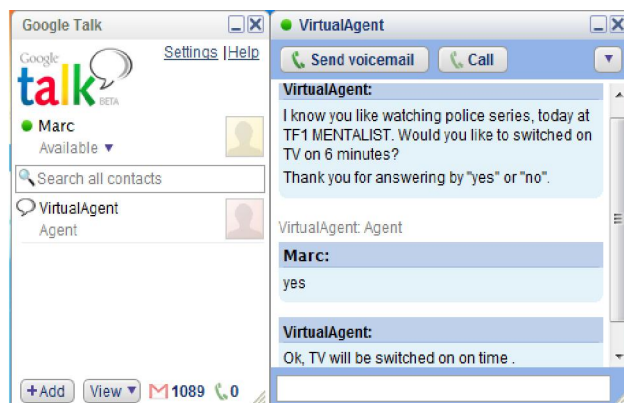 Google Talk
Settings | Help
Google
talk
BETA
Marc
Available
Search all contacts
VirtualAgent
Agent
+Add
View
1089
0
VirtualAgent
Send voicemail
Call
VirtualAgent:
I know you like watching police series, today at
TF1 MENTALIST. Would you like to switched on
TV on 6 minutes?
Thank you for answering by "yes" or "no".
VirtualAgent: Agent
Marc:
yes
VirtualAgent:
Ok, TV will be switched on on time .